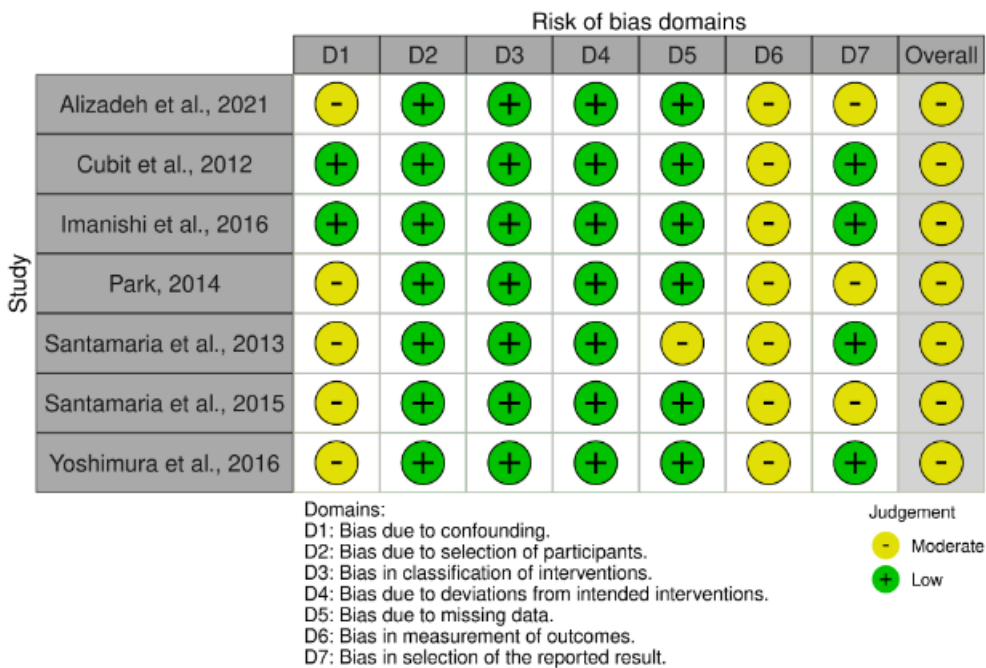 Risk of bias domains
D1 D2 D3 D4 D5 D6 D7 Overall
Study
Alizadeh et al., 2021 - + + + + - - -
Cubit et al., 2012 + + + + + - + -
Imanishi et al., 2016 + + + + + - + -
Park, 2014 - + + + + - - -
Santamaria et al., 2013 - + + + - - + -
Santamaria et al., 2015 - + + + + - - -
Yoshimura et al., 2016 - + + + + - + -
Domains:
D1: Bias due to confounding.
D2: Bias due to selection of participants.
D3: Bias in classification of interventions.
D4: Bias due to deviations from intended interventions.
D5: Bias due to missing data.
D6: Bias in measurement of outcomes.
D7: Bias in selection of the reported result.
Judgement
- Moderate
+ Low